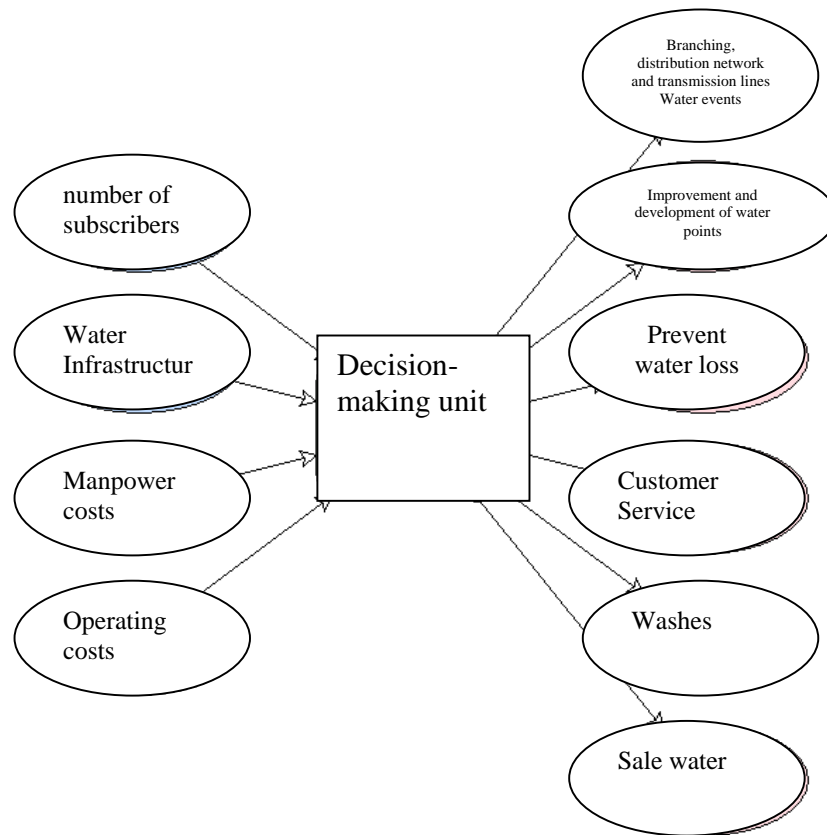 Branching,
distribution network
and transmission lines
Water events
number of
subscribers
Improvement and
development of water
points
Water
Infrastructur
Decision-
making unit
Prevent
water loss
Manpower
costs
Customer
Service
Operating
costs
Washes
Sale water